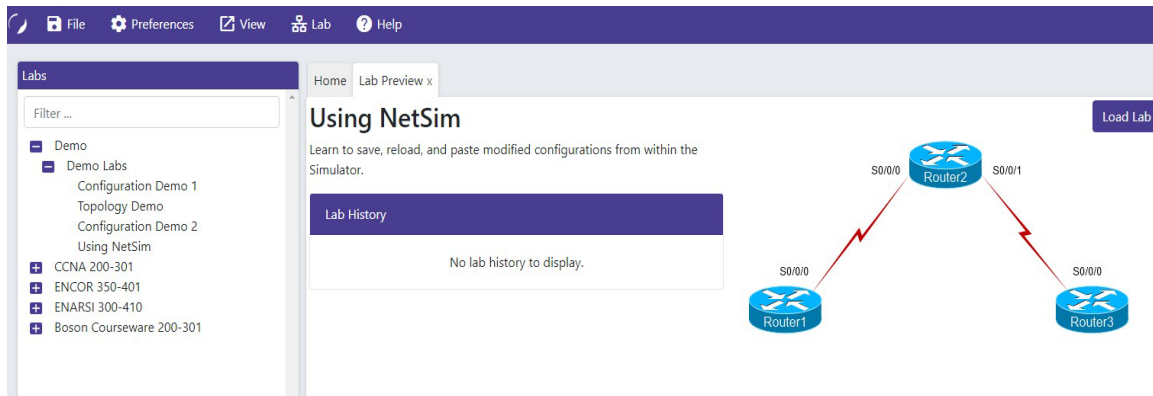 File Preferences View Lab Help
Labs
Filter ...
Demo
Demo Labs
Configuration Demo 1
Topology Demo
Configuration Demo 2
Using NetSim
CCNA 200-301
ENCOR 350-401
ENARSI 300-410
Boson Courseware 200-301
Home Lab Preview x
Using NetSim
Load Lab
Learn to save, reload, and paste modified configurations from within the
Simulator.
Lab History
No lab history to display.
S0/0/0 Router2 S0/0/1
S0/0/0 S0/0/0
Router1 Router3